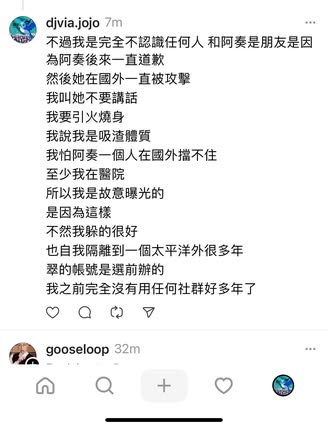 djvia.jojo 7m
不過我是完全不認識任何人 和阿奏是朋友是因
為阿奏後來一直道歉
然後她在國外一直被攻擊
我叫她不要講話
我要引火燒身
我說我是吸渣體質
我怕阿奏一個人在國外擋不住
至少我在醫院
所以我是故意曝光的
是因為這樣
不然我躲的很好
也自我隔離到一個太平洋外很多年
翠的帳號是選前辦的
我之前完全沒有用任何社群好多年了
gooseloop 32m